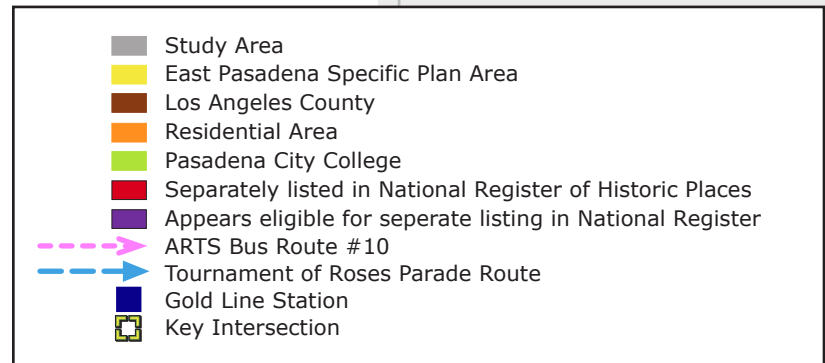 Study Area
East Pasadena Specific Plan Area
Los Angeles County
Residential Area
Pasadena City College
Separately listed in National Register of Historic Places
Appears eligible for seperate listing in National Register
ARTS Bus Route #10
Tournament of Roses Parade Route
Gold Line Station
Key Intersection